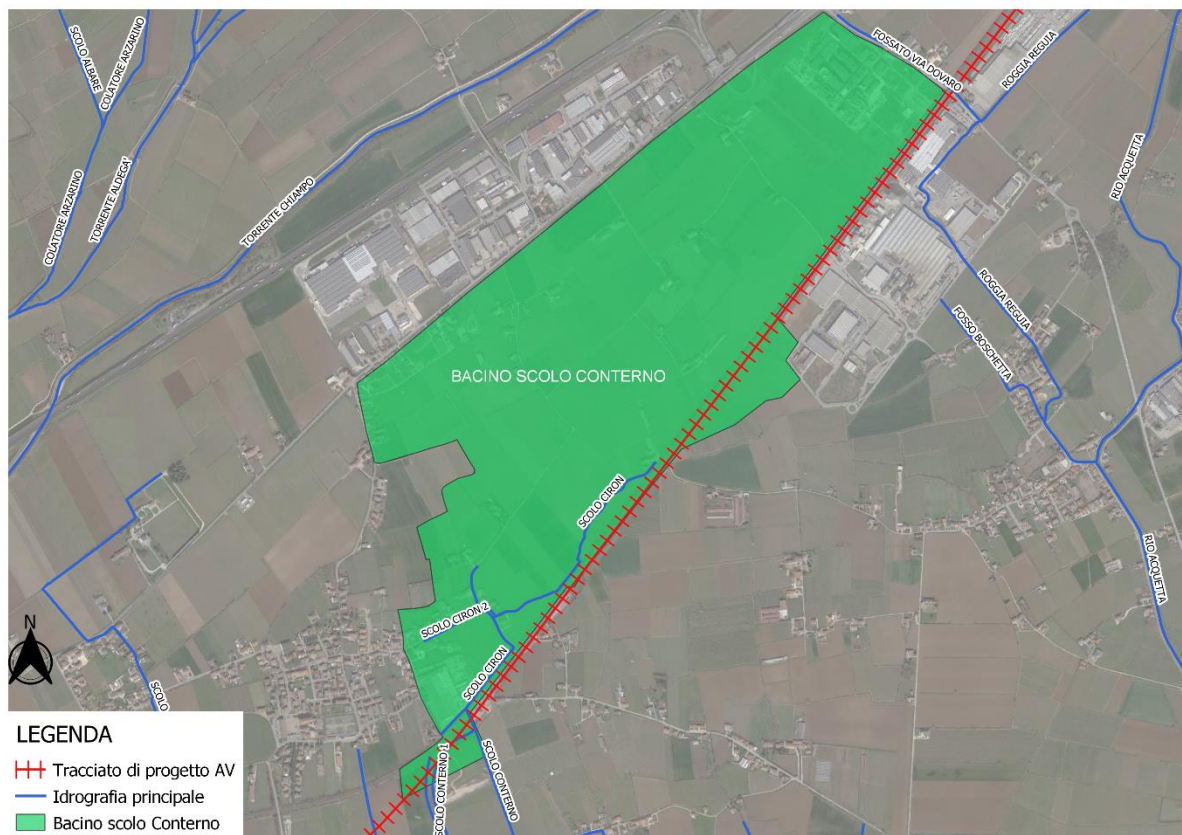 SCOLO ALBARE
COLATORE ARZARINO
FOSSATO VIA DOVARO
ROGGIA REGUIA
COLATORE ARZARINO
TORRENTE ALDEGA'
TORRENTE CHIAMPO
RIO ACQUETTA
ROGGIA REGUIA
FOSSO BOSCHETTA
BACINO SCOLO CONTERNO
SCOLO CIRON
RIO ACQUETTA
SCOLO CIRON 2
N
SCOLO CIRON
SCOLO
SCOLO CONTERNO 1
SCOLO CONTERNO
LEGENDA
Tracciato di progetto AV
Idrografia principale
Bacino scolo Conterno